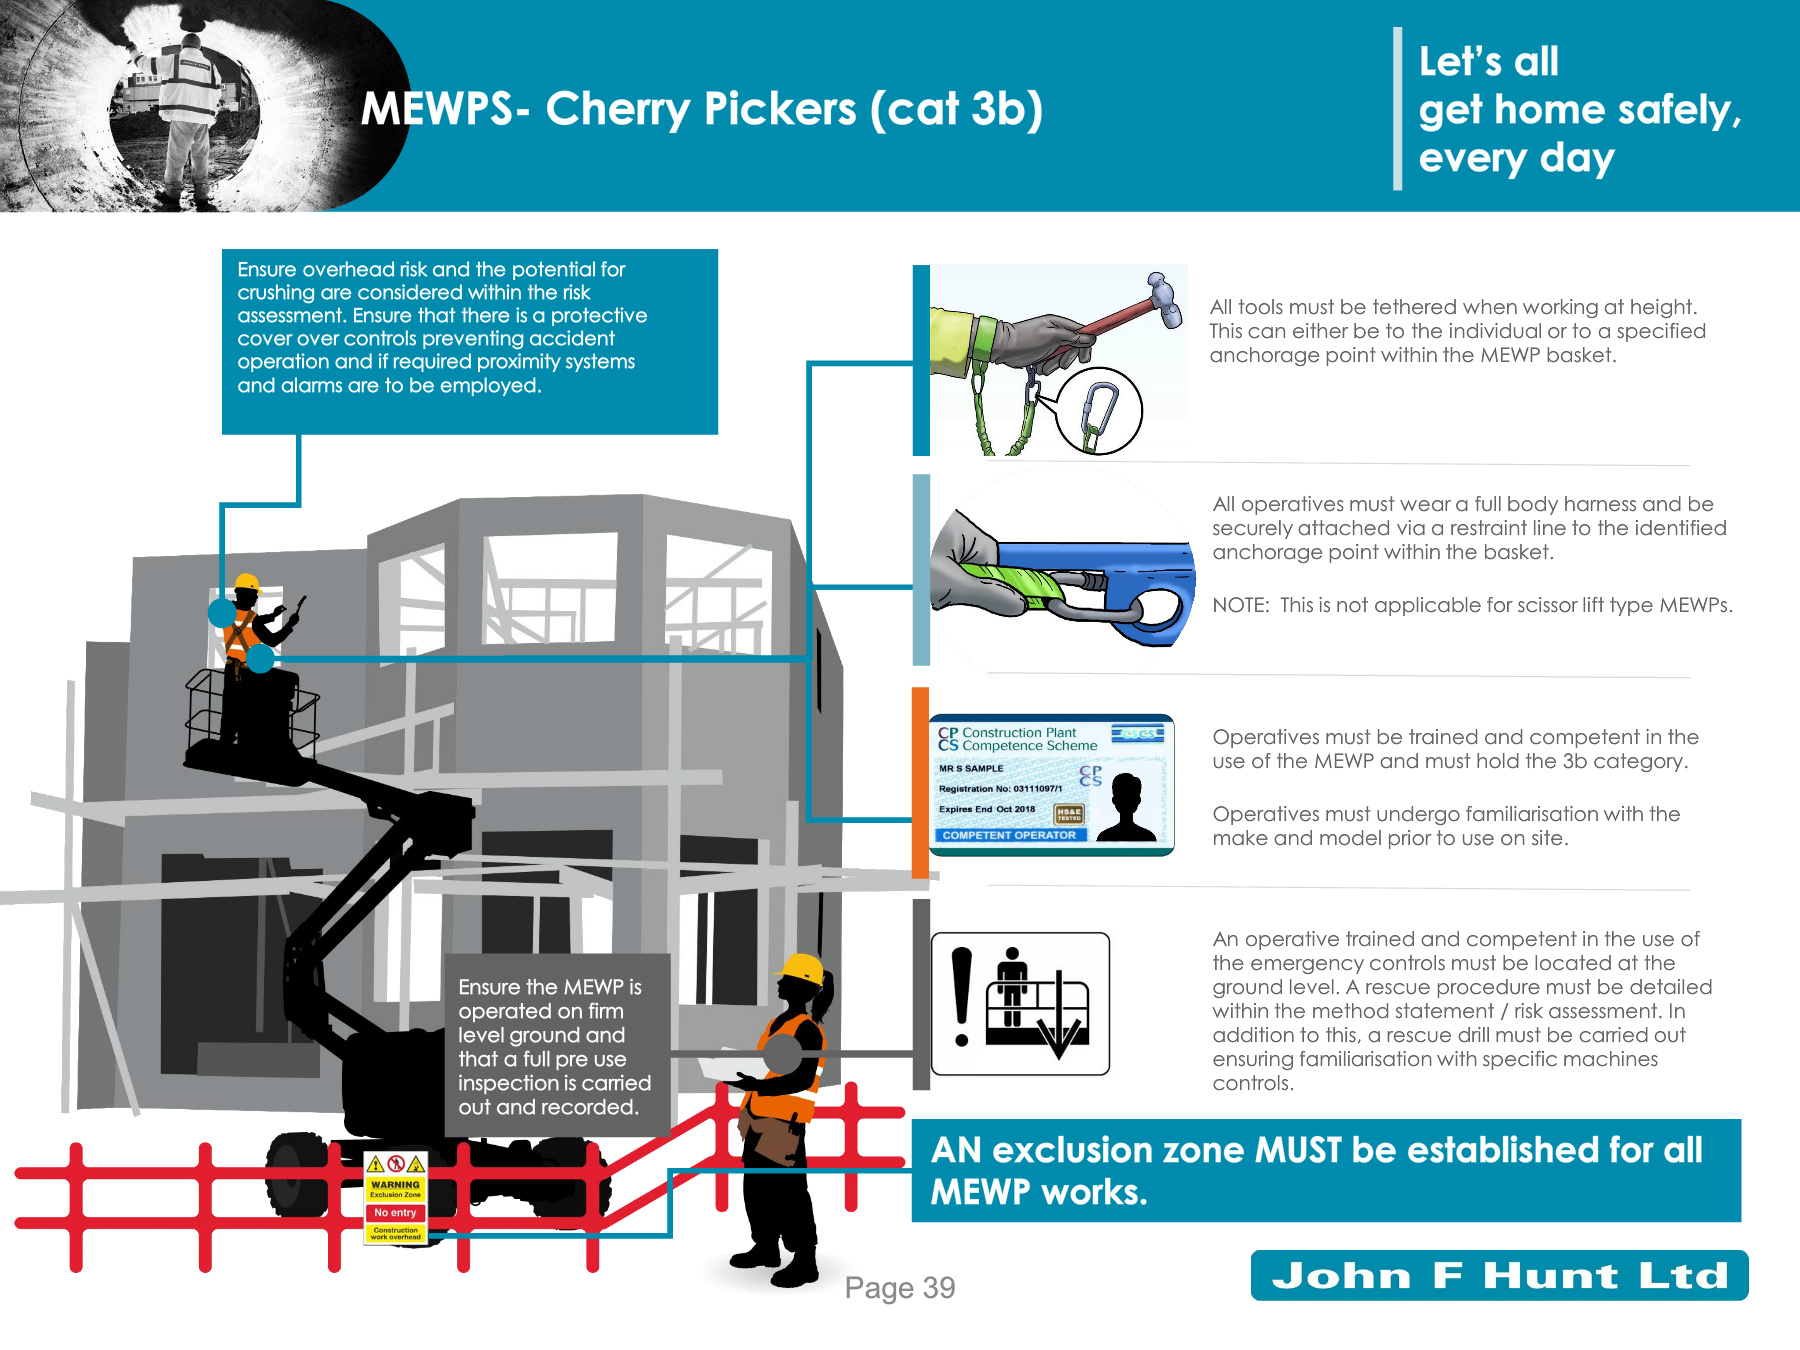 MEWPS- Cherry Pickers (cat 3b)
Let's all
get home safely,
every day
Ensure overhead risk and the potential for
crushing are considered within the risk
assessment. Ensure that there is a protective
cover over controls preventing accident
operation and if required proximity systems
and alarms are to be employed.
All tools must be tethered when working at height.
This can either be to the individual or to a specified
anchorage point within the MEWP basket.
All operatives must wear a full body harness and be
securely attached via a restraint line to the identified
anchorage point within the basket.
NOTE: This is not applicable for scissor lift type MEWPs.
CP Construction Plant
CS Competence Scheme
cscs
MR S SAMPLE
Registration No: 03111097/1
Expires End Oct 2018
CP
CS
HS&E
TESTED
COMPETENT OPERATOR
Operatives must be trained and competent in the
use of the MEWP and must hold the 3b category.
Operatives must undergo familiarisation with the
make and model prior to use on site.
Ensure the MEWP is
operated on firm
level ground and
that a full pre use
inspection is carried
out and recorded.
An operative trained and competent in the use of
the emergency controls must be located at the
ground level. A rescue procedure must be detailed
within the method statement / risk assessment. In
addition to this, a rescue drill must be carried out
ensuring familiarisation with specific machines
controls.
WARNING
Exclusion Zone
No entry
Construction
work overhead
AN exclusion zone MUST be established for all
MEWP works.
John F Hunt Ltd
Page 39